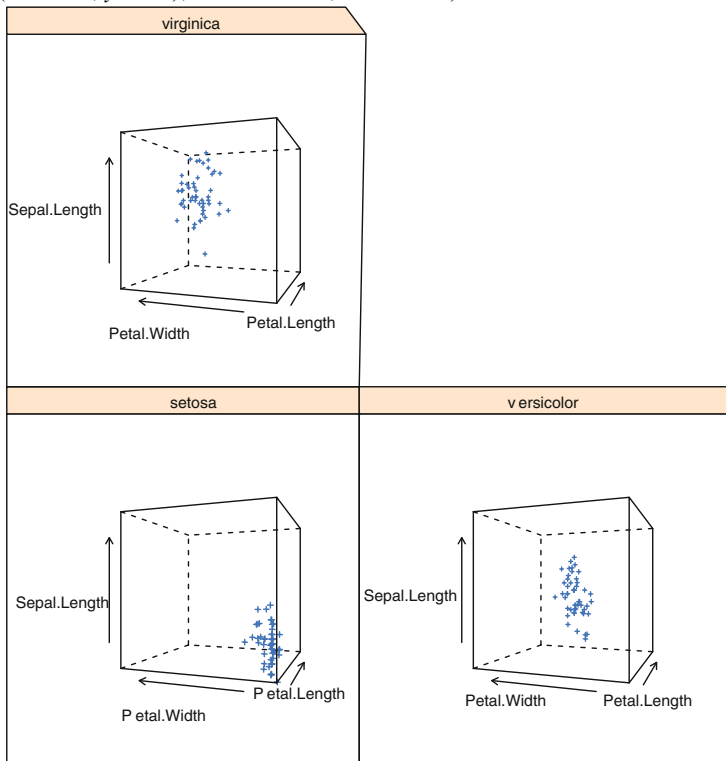 virginica
Sepal.Length
Petal.Length
Petal.Width
setosa
v ersicolor
Sepal.Length
Sepal.Length
P etal.Length
P etal.Width
Petal.Width
Petal.Length